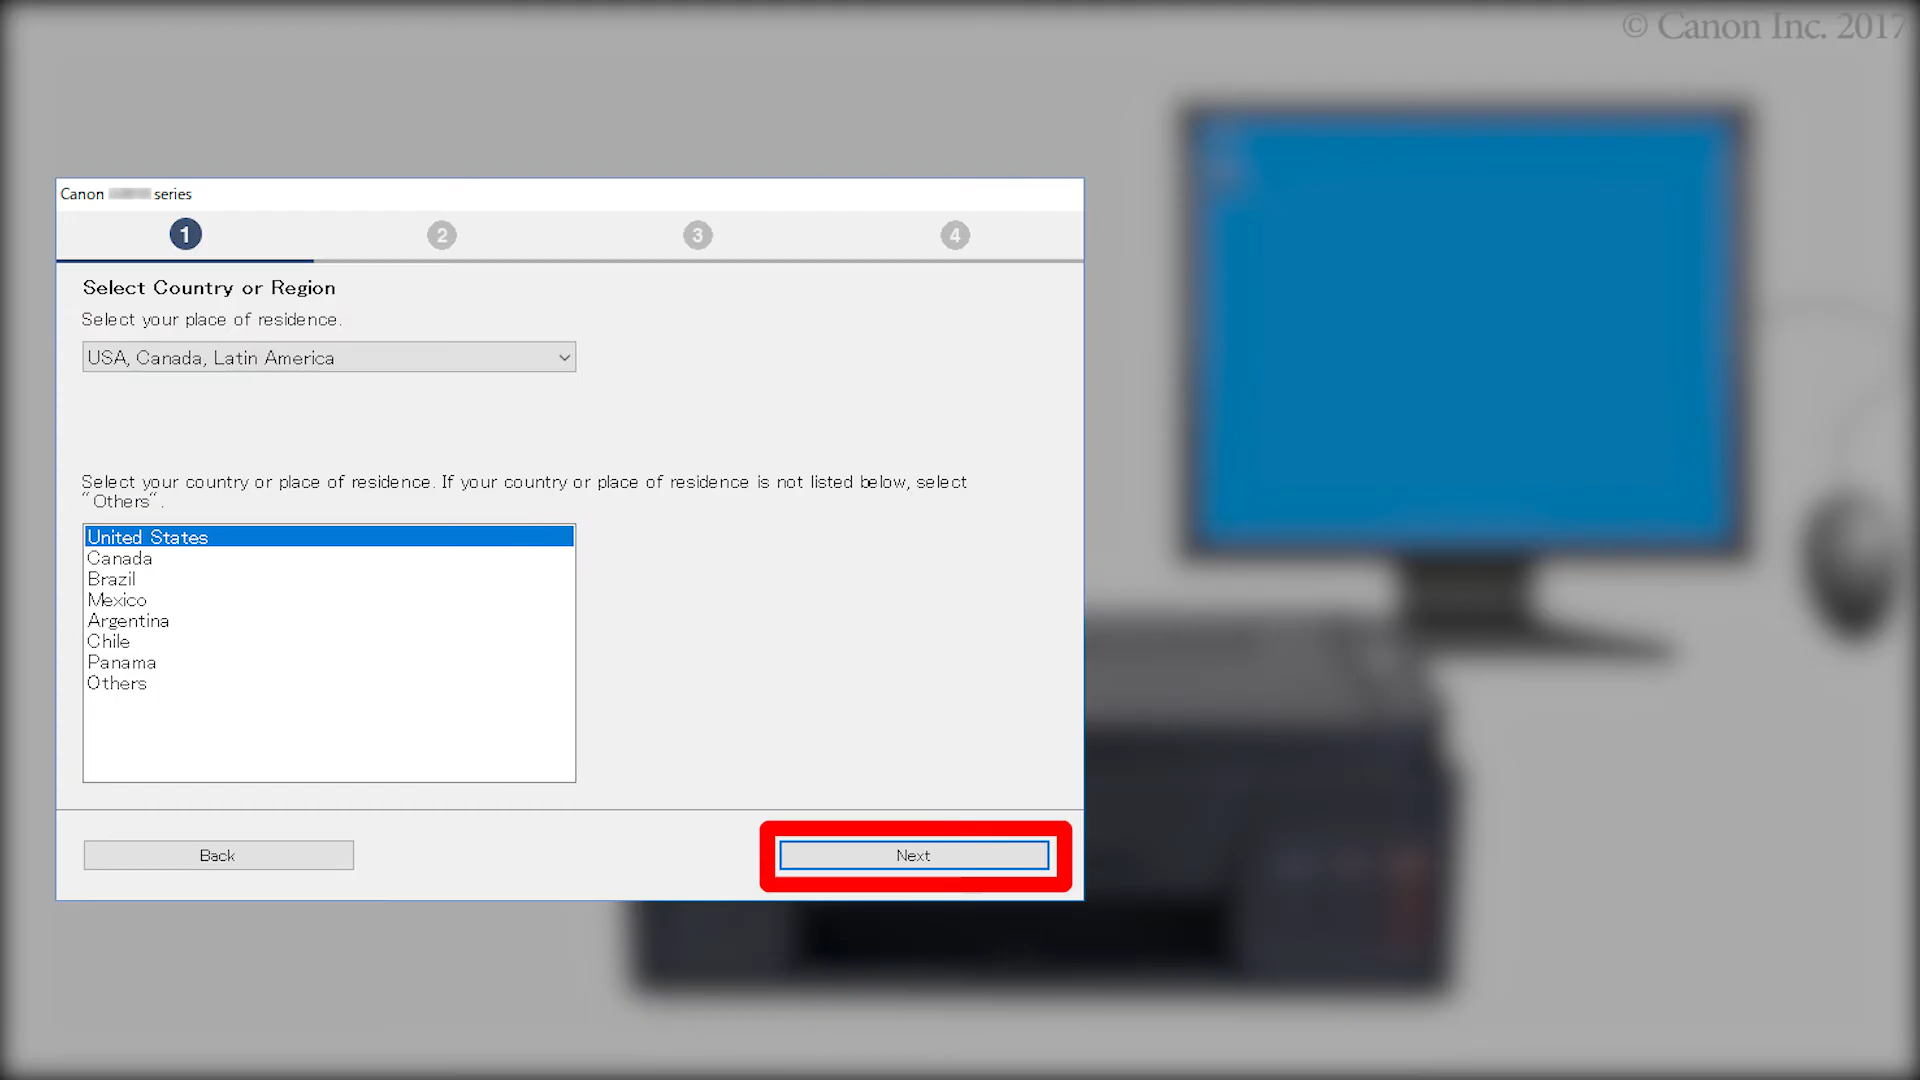 © Canon Inc. 2017
Canon series
1 2 3 4
Select Country or Region
Select your place of residence.
USA, Canada, Latin America
Select your country or place of residence. If your country or place of residence is not listed below, select
"Others".
United States
Canada
Brazil
Mexico
Argentina
Chile
Panama
Others
Back
Next